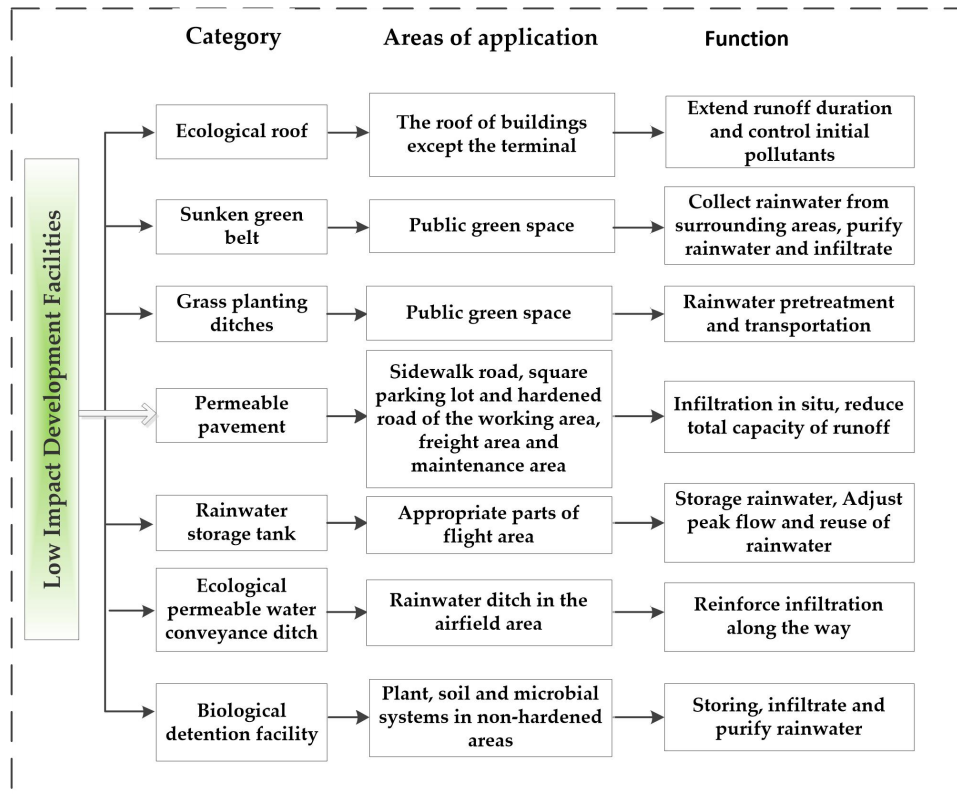 Category
Areas of application
Function
Low Impact Development Facilities
Ecological roof
The roof of buildings
except the terminal
Extend runoff duration
and control initial
pollutants
Sunken green
belt
Public green space
Collect rainwater from
surrounding areas, purify
rainwater and infiltrate
Grass planting
ditches
Public green space
Rainwater pretreatment
and transportation
Permeable
pavement
Sidewalk road, square
parking lot and hardened
road of the working area,
freight area and
maintenance area
Infiltration in situ, reduce
total capacity of runoff
Rainwater
storage tank
Appropriate parts of
flight area
Storage rainwater, Adjust
peak flow and reuse of
rainwater
Ecological
permeable water
conveyance ditch
Rainwater ditch in the
airfield area
Reinforce infiltration
along the way
Biological
detention facility
Plant, soil and microbial
systems in non-hardened
areas
Storing, infiltrate and
purify rainwater